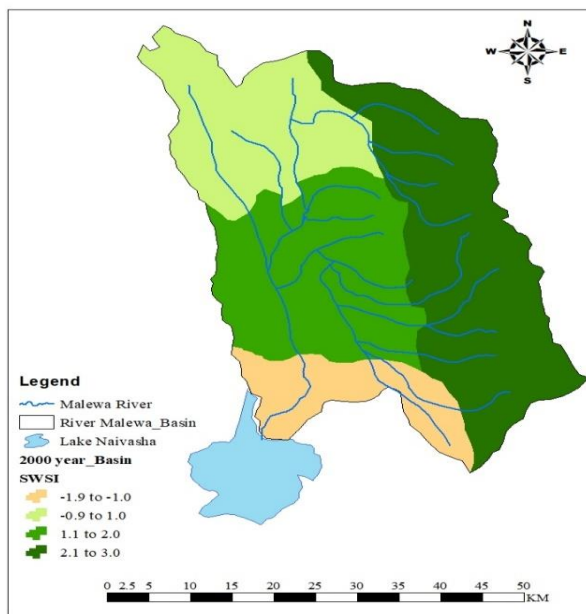 N
W E
S
Legend
Malewa River
River Malewa_Basin
Lake Naivasha
2000 year_Basin
SWSI
-1.9 to -1.0
-0.9 to 1.0
1.1 to 2.0
2.1 to 3.0
0 2.5 5 10 15 20 25 30 35 40 45 50
KM